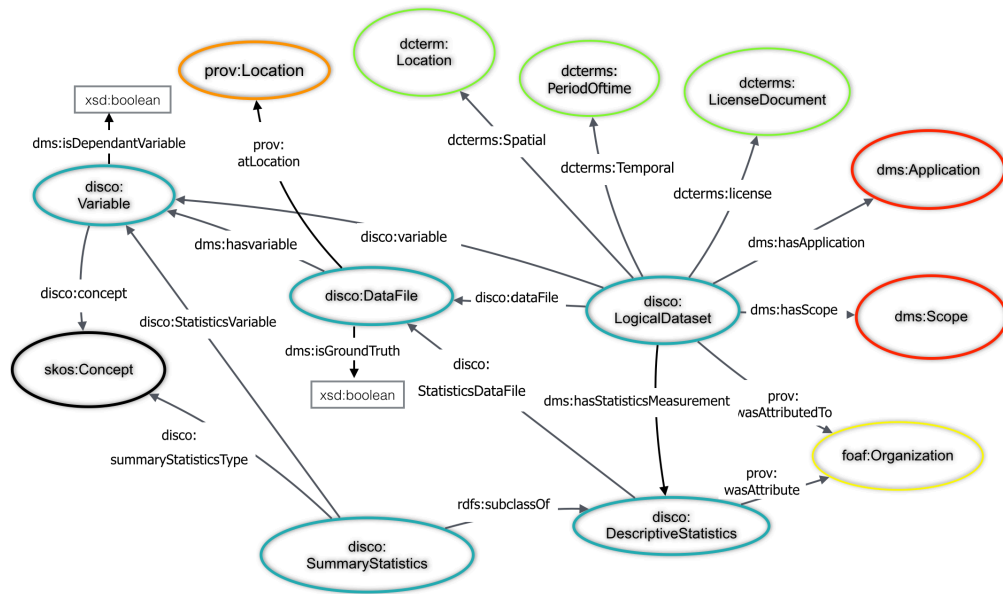 dcterm:
Location
prov:Location
dcterms:
PeriodOftime
dcterms:
LicenseDocument
xsd:boolean
dms:isDependantVariable
prov:
atLocation
dcterms:Spatial
dcterms:Temporal
dcterms:license
dms:Application
disco:
Variable
disco:variable
dms:hasvariable
dms:hasApplication
disco:concept
disco:DataFile
disco:dataFile
disco:
LogicalDataset
dms:hasScope
dms:Scope
disco:StatisticsVariable
dms:isGroundTruth
skos:Concept
xsd:boolean
disco:
StatisticsDataFile
dms:hasStatisticsMeasurement
prov:
wasAttributedTo
disco:
summaryStatisticsType
foaf:Organization
prov:
wasAttribute
rdfs:subclassOf
disco:
DescriptiveStatistics
disco:
SummaryStatistics